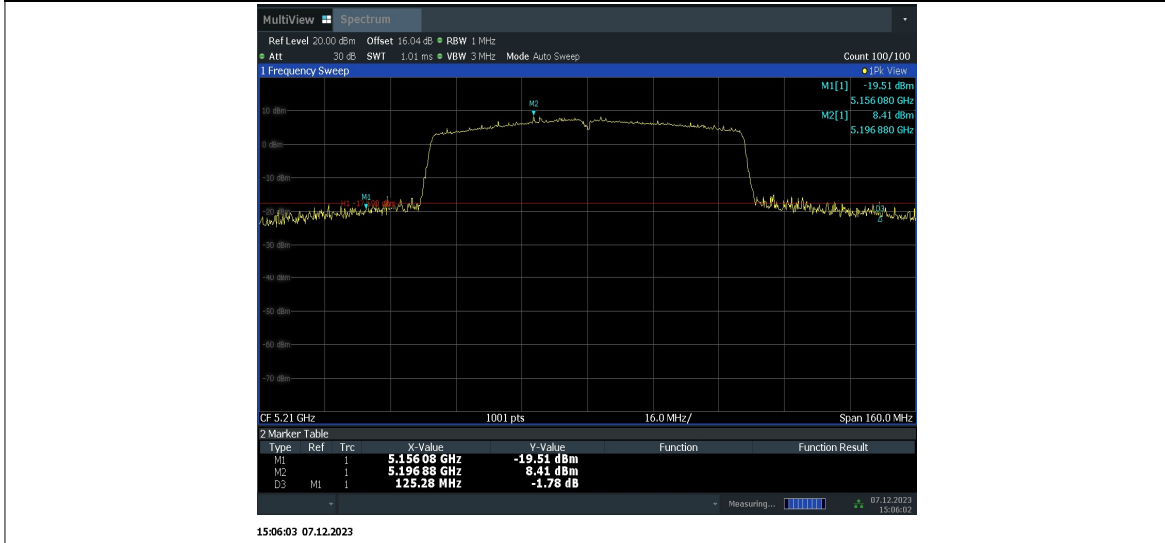 MultiView Spectrum
Ref Level 20.00 dBm Offset 16.04 dB RBW 1 MHz
Att 30 dB SWT 1.01 ms VBW 3 MHz Mode Auto Sweep Count 100/100
1 Frequency Sweep 1Pk View
M1[1] -19.51 dBm
5.156 080 GHz
M2[1] 8.41 dBm
5.196 880 GHz
M2
10 dBm
0 dBm
-10 dBm
M1
-20 dBm
D3
-30 dBm
-40 dBm
-50 dBm
-60 dBm
-70 dBm
CF 5.21 GHz 1001 pts 16.0 MHz/ Span 160.0 MHz
2 Marker Table
Type Ref Trc X-Value Y-Value Function Function Result
M1 1 5.156 08 GHz -19.51 dBm
M2 1 5.196 88 GHz 8.41 dBm
D3 M1 1 125.28 MHz -1.78 dB
Measuring... 07.12.2023
15:06:02
15:06:03 07.12.2023